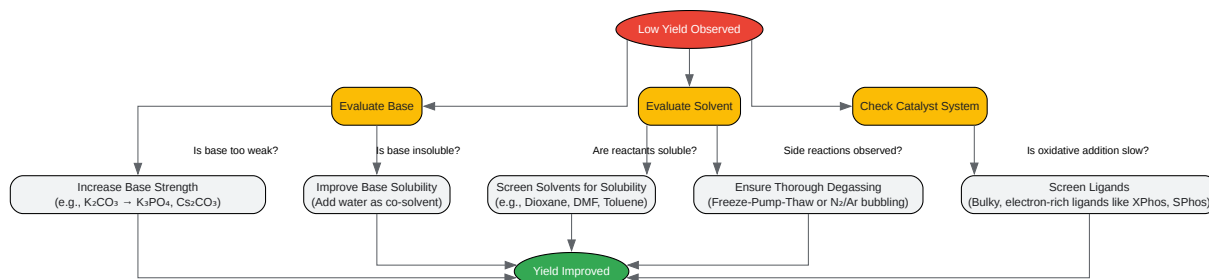 Low Yield Observed
Evaluate Base
Evaluate Solvent
Check Catalyst System
Is base too weak?
Is base insoluble?
Are reactants soluble?
Side reactions observed?
Is oxidative addition slow?
Increase Base Strength
(e.g., K₂CO₃ → K₃PO₄, Cs₂CO₃)
Improve Base Solubility
(Add water as co-solvent)
Screen Solvents for Solubility
(e.g., Dioxane, DMF, Toluene)
Ensure Thorough Degassing
(Freeze-Pump-Thaw or N₂/Ar bubbling)
Screen Ligands
(Bulky, electron-rich ligands like XPhos, SPhos)
Yield Improved